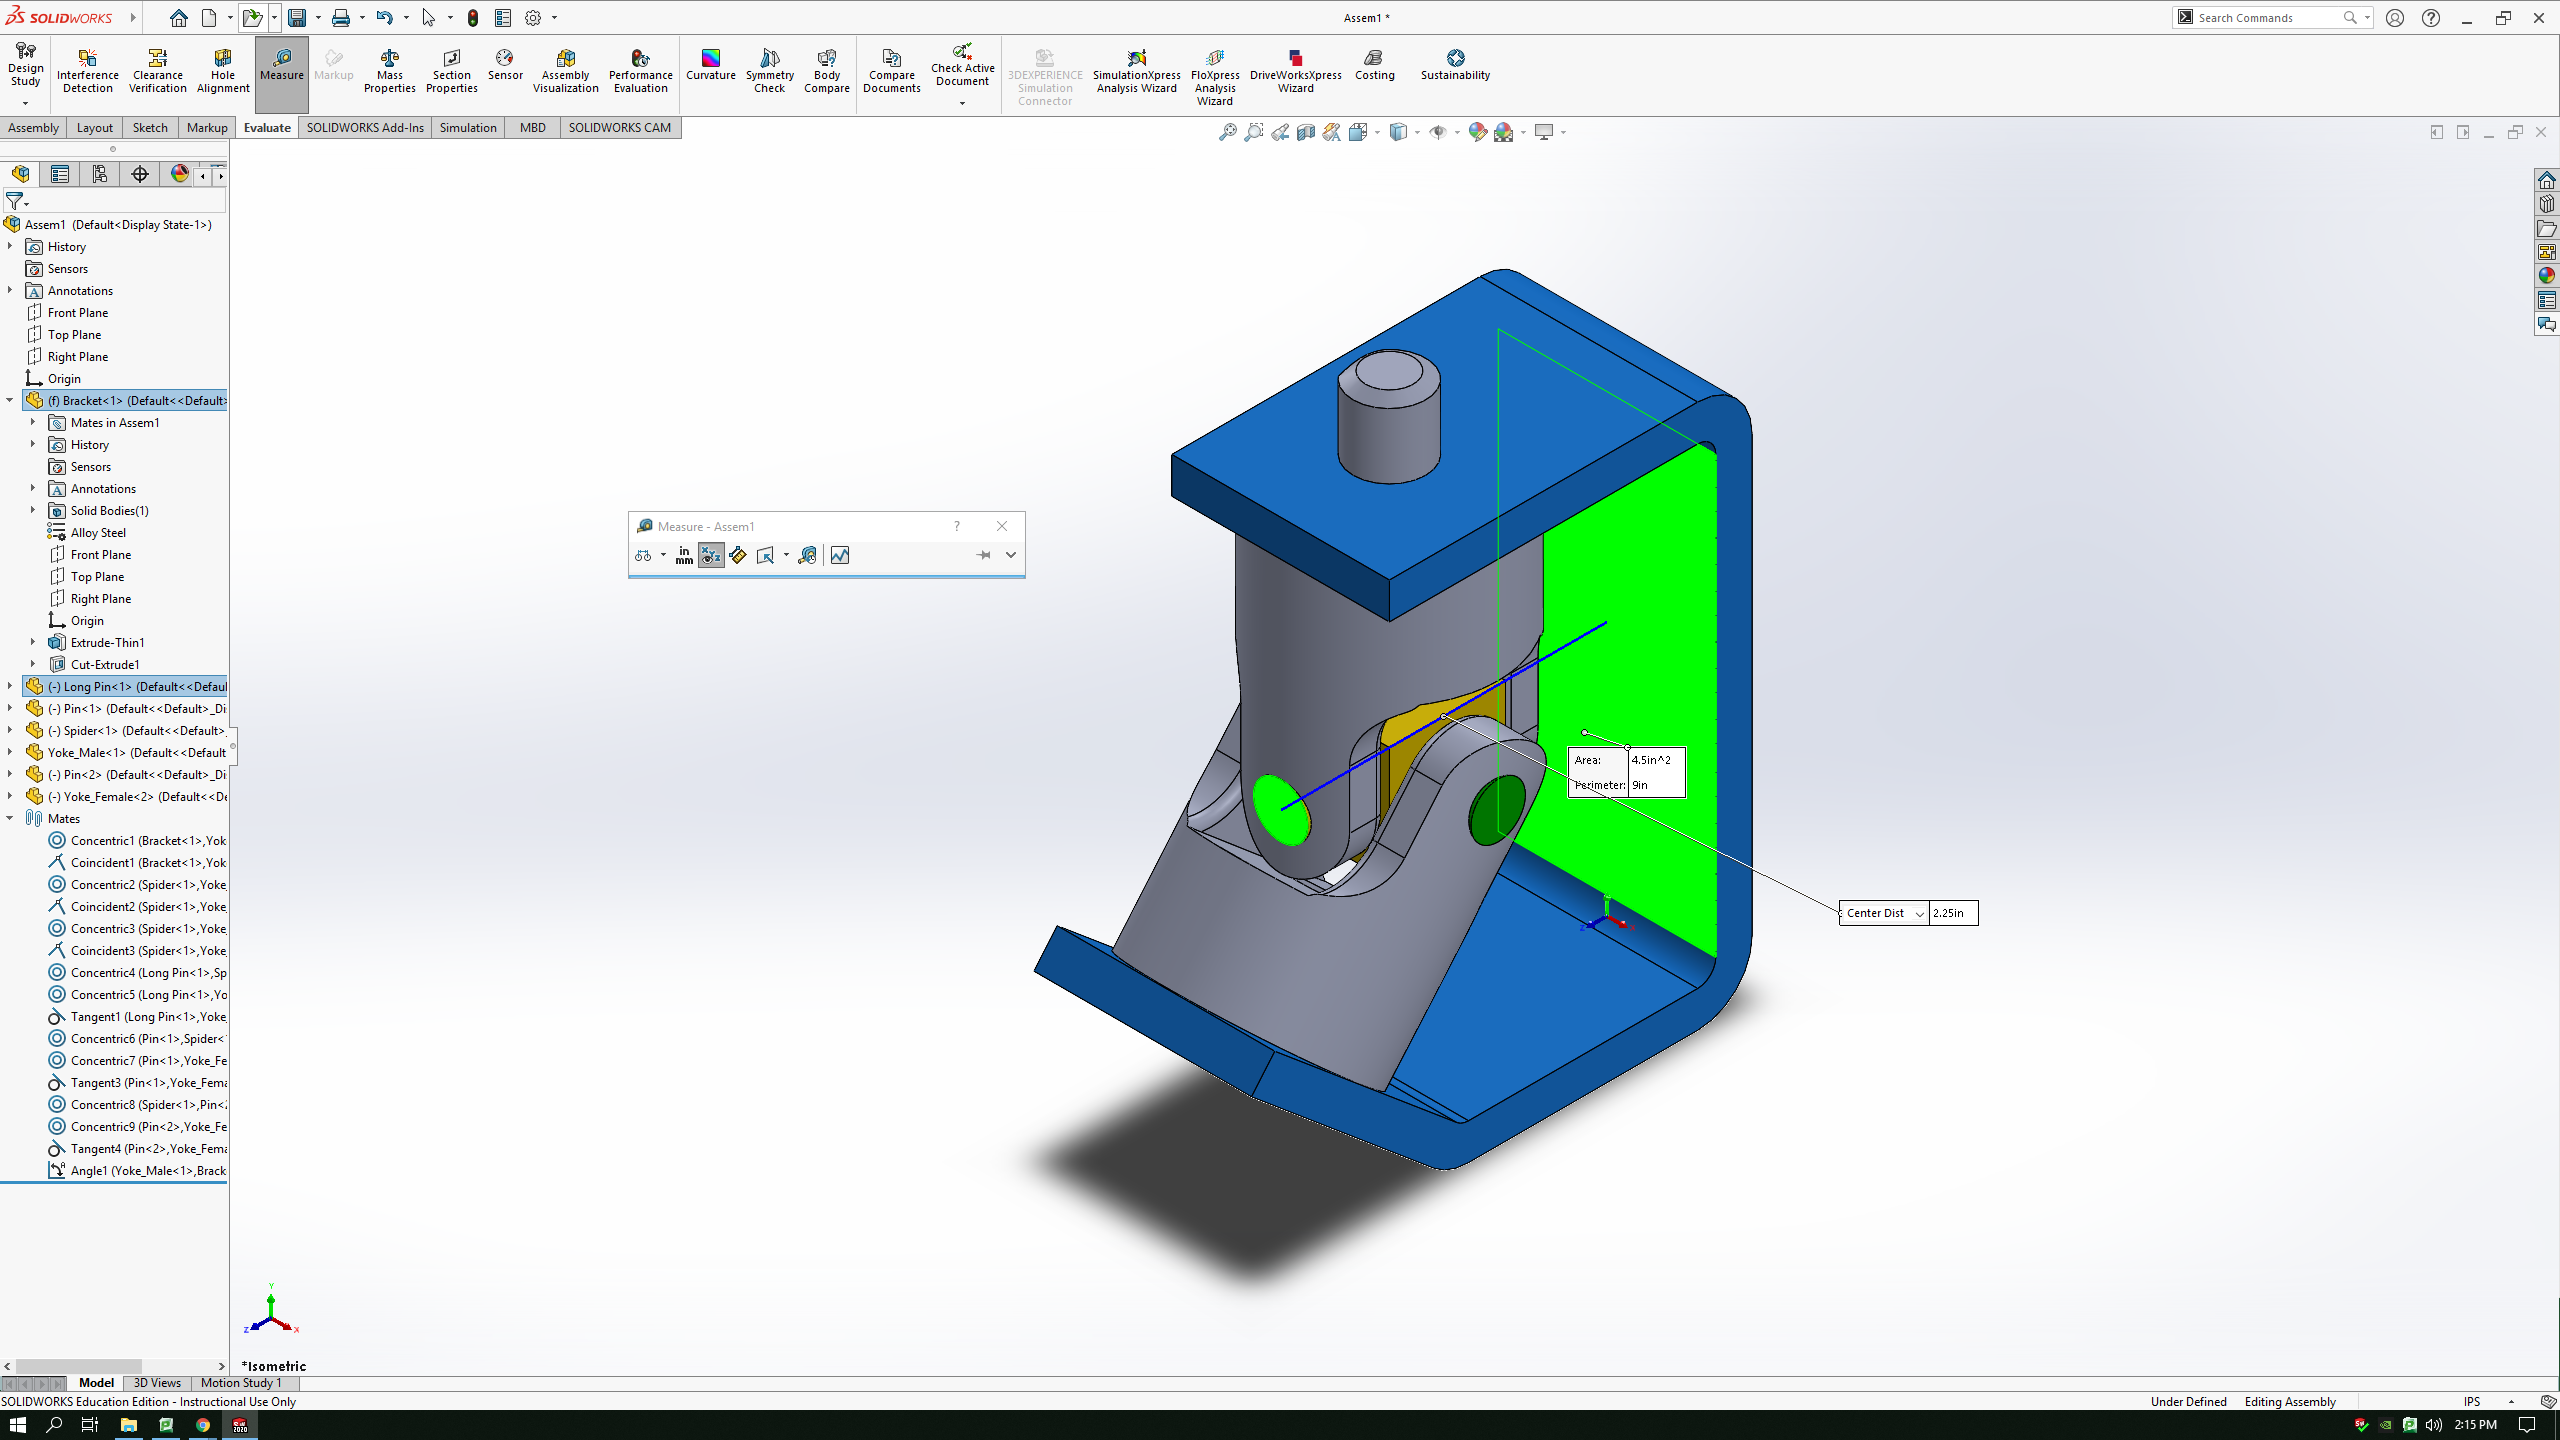 SOLIDWORKS
Assem1 *
Search Commands
Design Study
Interference Detection
Clearance Verification
Hole Alignment
Measure
Markup
Mass Properties
Section Properties
Sensor
Assembly Visualization
Performance Evaluation
Curvature
Symmetry Check
Body Compare
Compare Documents
Check Active Document
3DEXPERIENCE Simulation Connector
SimulationXpress Analysis Wizard
FloXpress Analysis Wizard
DriveWorksXpress Wizard
Costing
Sustainability
Assembly
Layout
Sketch
Markup
Evaluate
SOLIDWORKS Add-Ins
Simulation
MBD
SOLIDWORKS CAM
Assem1 (Default<Display State-1>)
History
Sensors
Annotations
Front Plane
Top Plane
Right Plane
Origin
(f) Bracket<1> (Default<<Default>
Mates in Assem1
History
Sensors
Annotations
Solid Bodies(1)
Alloy Steel
Front Plane
Top Plane
Right Plane
Origin
Extrude-Thin1
Cut-Extrude1
(-) Long Pin<1> (Default<<Defaul
(-) Pin<1> (Default<<Default>_Di
(-) Spider<1> (Default<<Default>_
Yoke_Male<1> (Default<<Default
(-) Pin<2> (Default<<Default>_Di
(-) Yoke_Female<2> (Default<<De
Mates
Concentric1 (Bracket<1>,Yok
Coincident1 (Bracket<1>,Yok
Concentric2 (Spider<1>,Yoke_
Coincident2 (Spider<1>,Yoke_
Concentric3 (Spider<1>,Yoke_
Coincident3 (Spider<1>,Yoke_
Concentric4 (Long Pin<1>,Sp
Concentric5 (Long Pin<1>,Yo
Tangent1 (Long Pin<1>,Yoke_
Concentric6 (Pin<1>,Spider<
Concentric7 (Pin<1>,Yoke_Fe
Tangent3 (Pin<1>,Yoke_Fema
Concentric8 (Spider<1>,Pin<2
Concentric9 (Pin<2>,Yoke_Fe
Tangent4 (Pin<2>,Yoke_Fema
Angle1 (Yoke_Male<1>,Brack
Measure - Assem1
?
in mm
Area: 4.5in^2
Perimeter: 9in
Center Dist 2.25in
Y
Z
X
*Isometric
Model
3D Views
Motion Study 1
SOLIDWORKS Education Edition - Instructional Use Only
Under Defined
Editing Assembly
IPS
2:15 PM